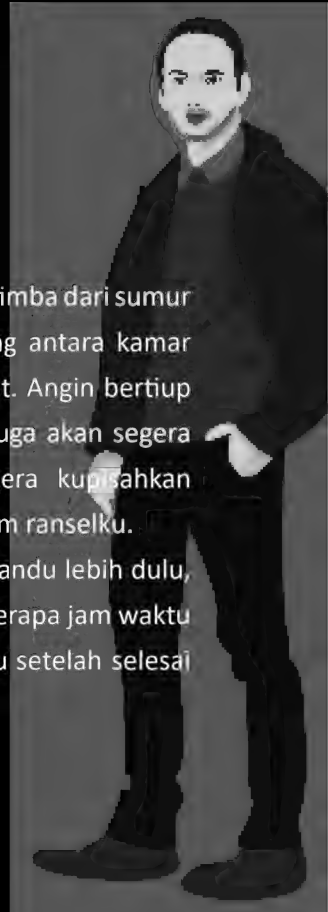 imba dari sumur
g antara kamar
t. Angin bertiup
uga akan segera
era kupisahkan
m ranselku.
andu lebih dulu,
erapa jam waktu
u setelah selesai